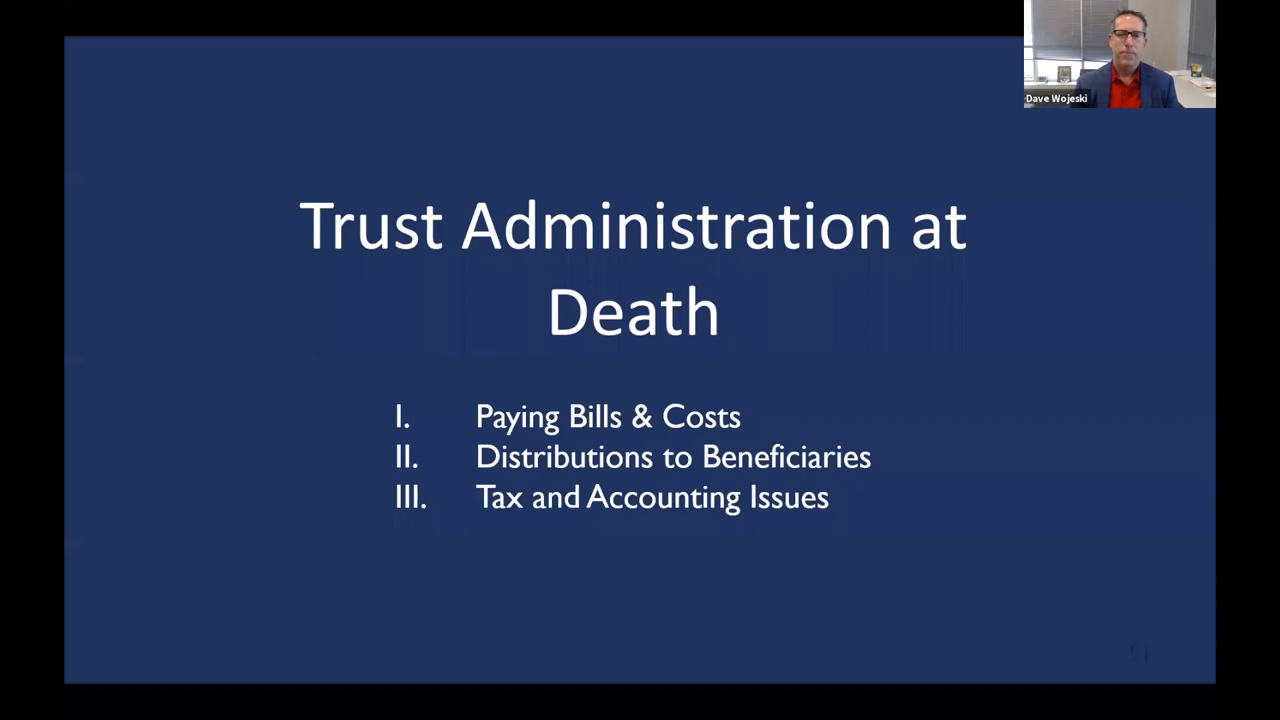 Dave Wojeski
Trust Administration at
Death
I. Paying Bills & Costs
II. Distributions to Beneficiaries
III. Tax and Accounting Issues